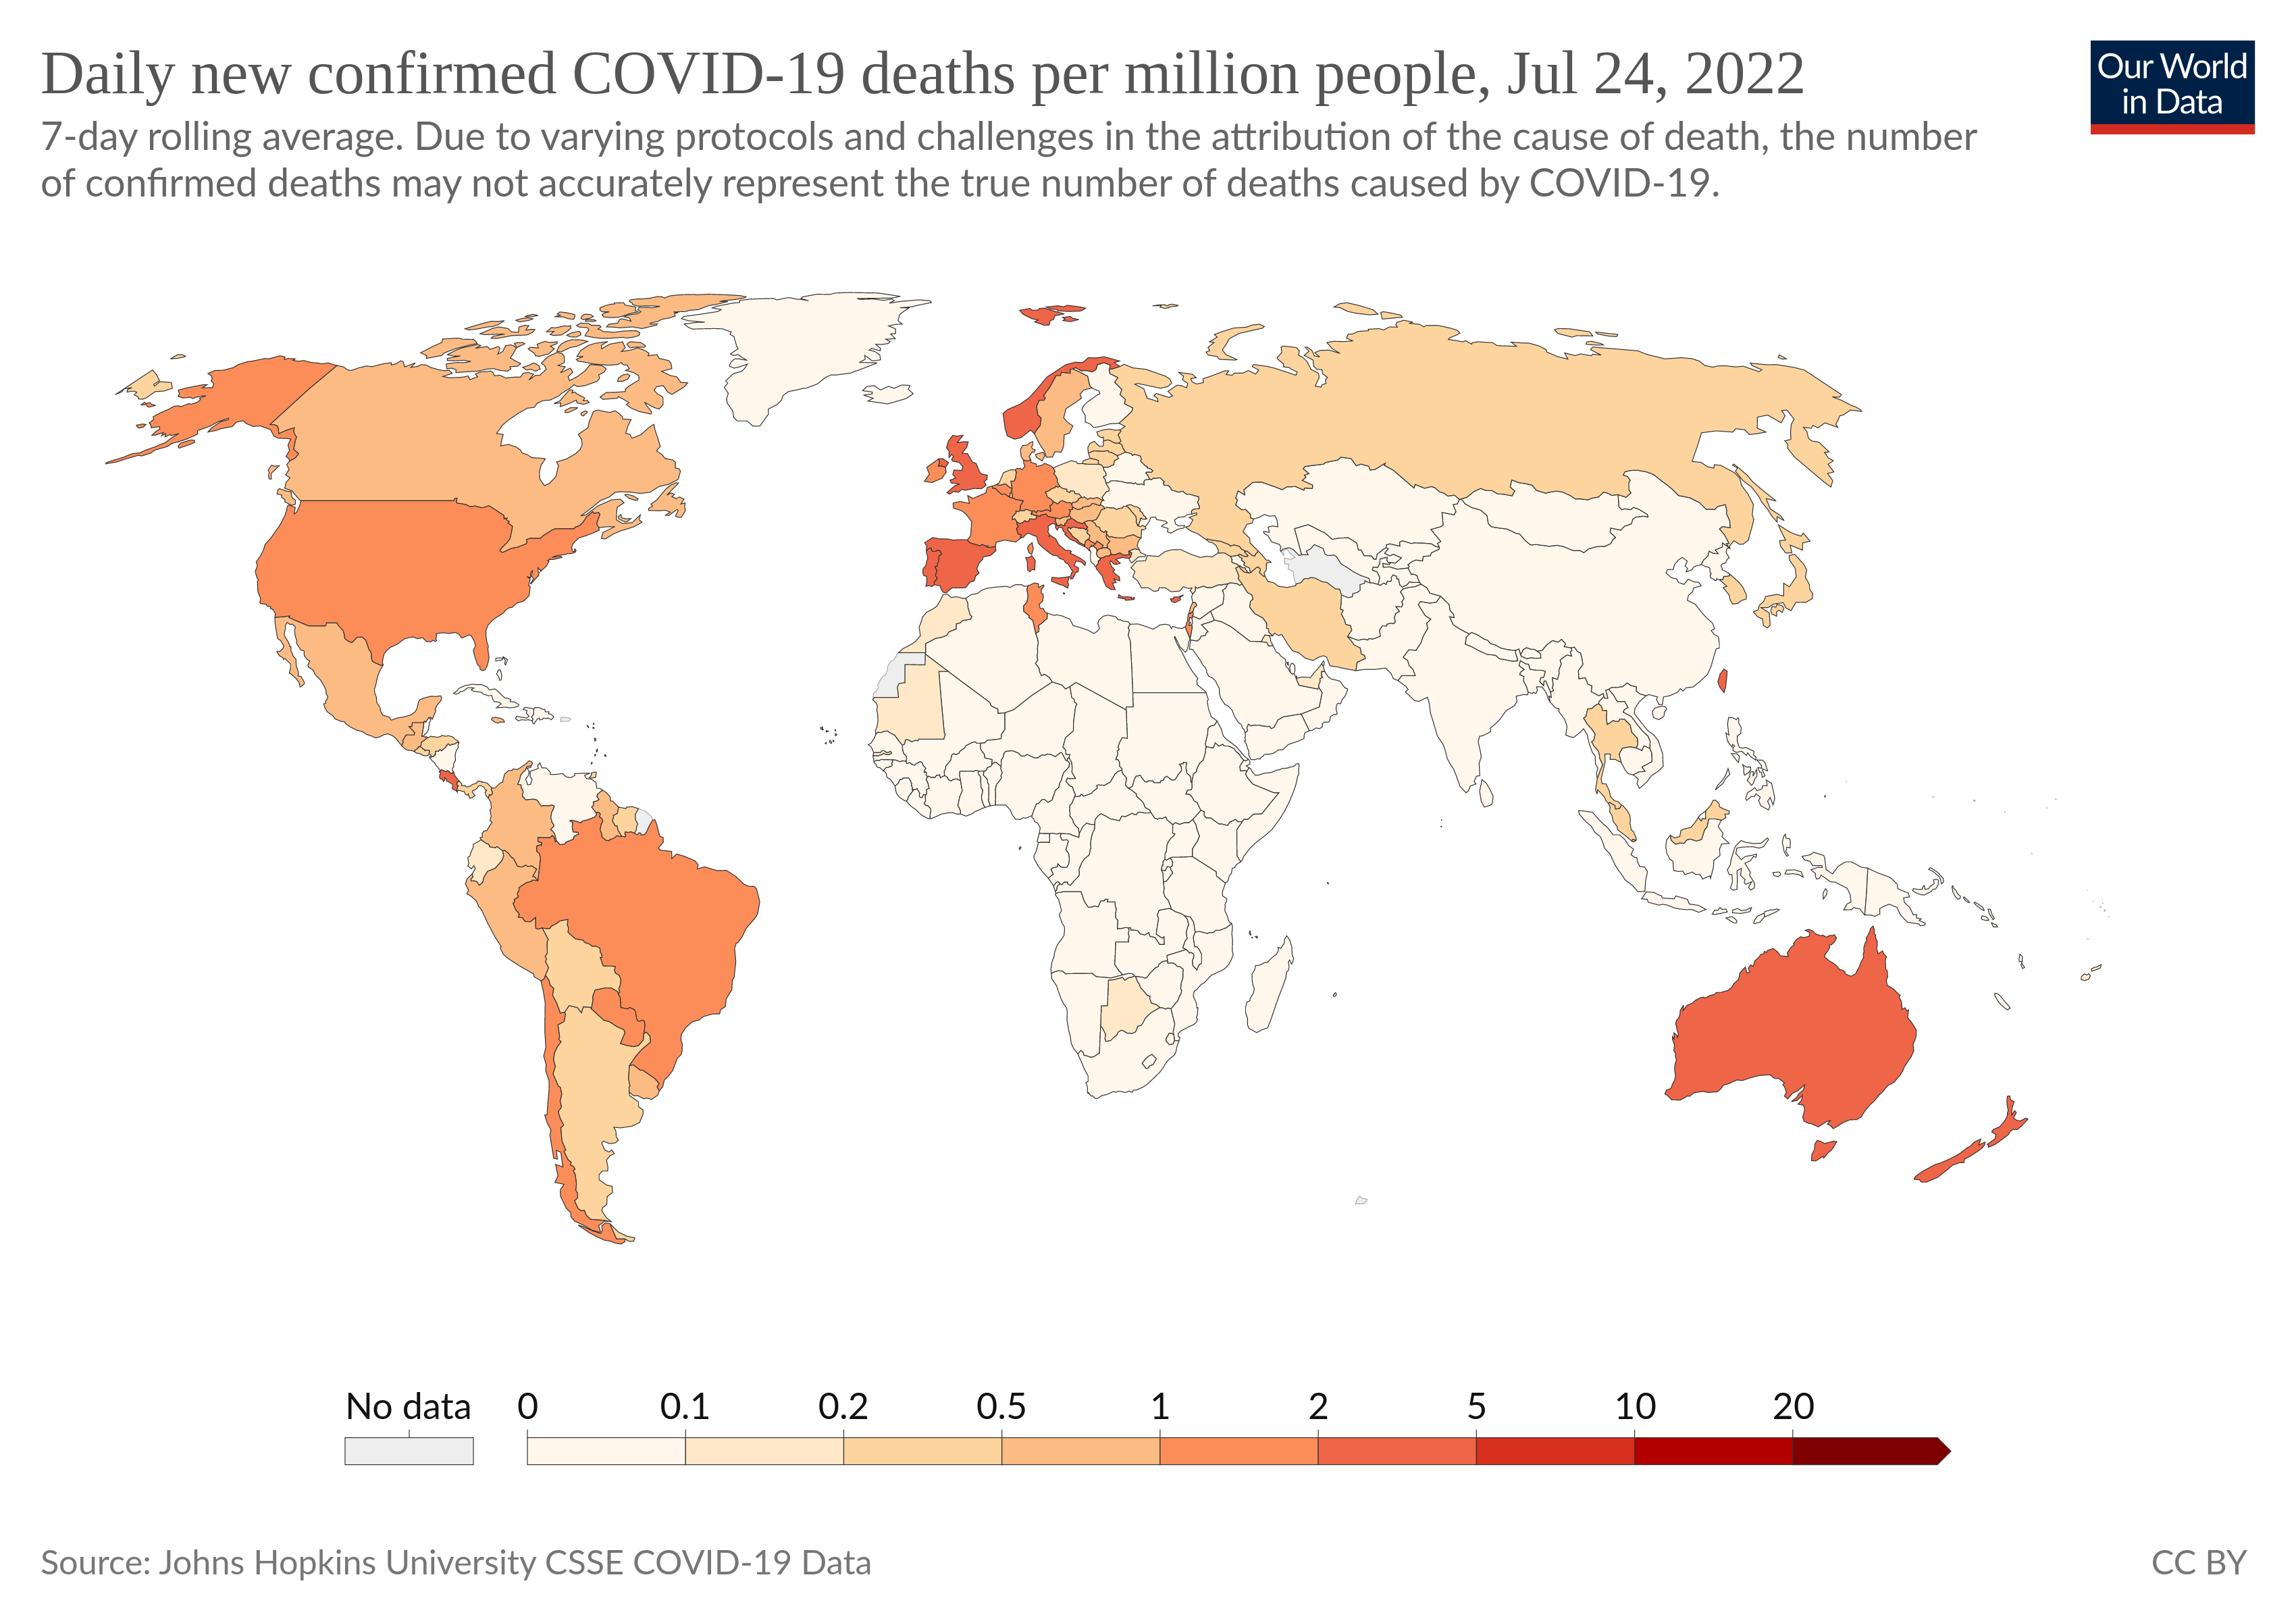 Daily new confirmed COVID-19 deaths per million people, Jul 24, 2022
Our World
in Data
7-day rolling average. Due to varying protocols and challenges in the attribution of the cause of death, the number
of confirmed deaths may not accurately represent the true number of deaths caused by COVID-19.
No data 0 0.1 0.2 0.5 1 2 5 10 20
Source: Johns Hopkins University CSSE COVID-19 Data CC BY